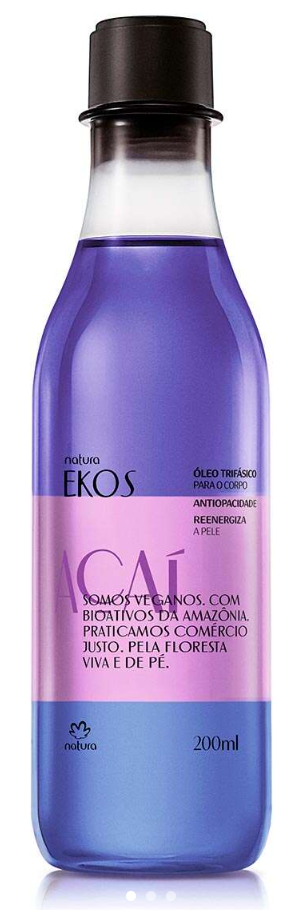 natura
EKOS
ÓLEO TRIFÁSICO
PARA O CORPO
ANTIOPACIDADE
REENERGIZA
A PELE
AÇAÍ
SOMOS VEGANOS. COM
BIOATIVOS DA AMAZÔNIA.
PRATICAMOS COMÉRCIO
JUSTO. PELA FLORESTA
VIVA E DE PÉ.
natura
200ml